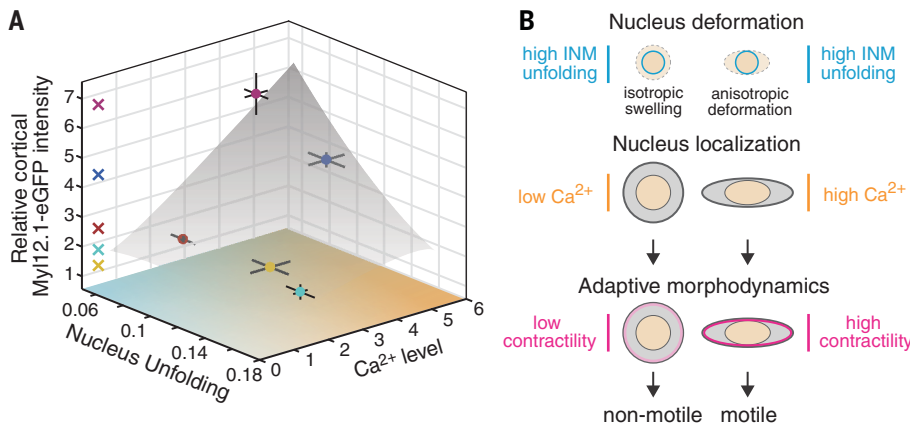 A
Relative cortical
Myl12.1-eGFP intensity
7
6
5
4
3
2
1
0.06
0.1
0.14
0.18
Nucleus Unfolding
0
1
2
3
4
5
6
Ca²⁺ level
B
Nucleus deformation
high INM
unfolding
isotropic
swelling
anisotropic
deformation
high INM
unfolding
Nucleus localization
low Ca²⁺
high Ca²⁺
Adaptive morphodynamics
low
contractility
high
contractility
non-motile
motile